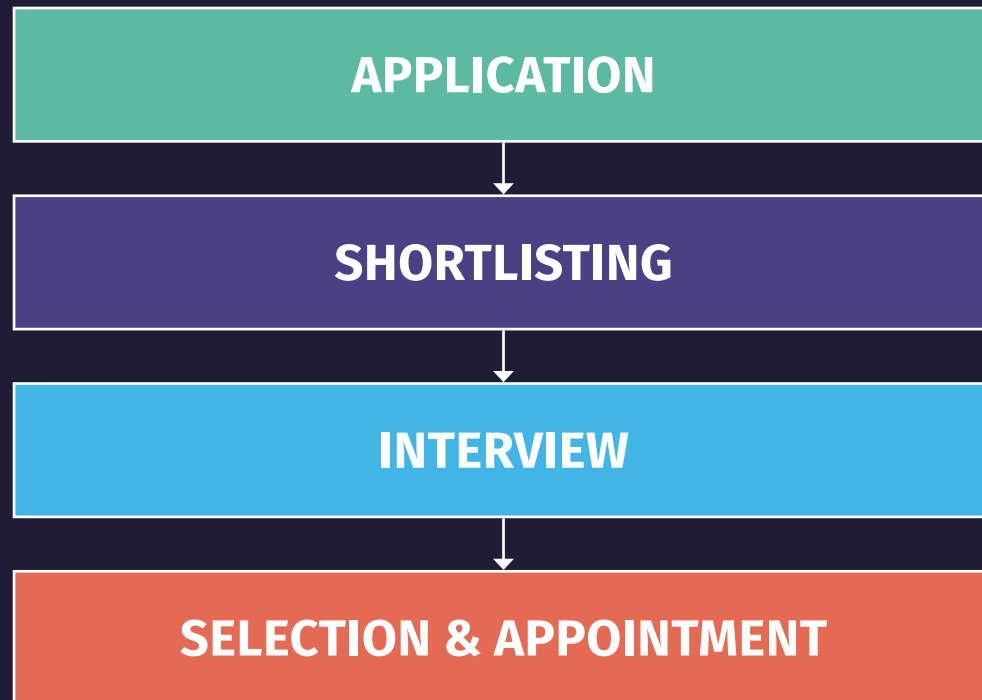 APPLICATION
SHORTLISTING
INTERVIEW
SELECTION & APPOINTMENT